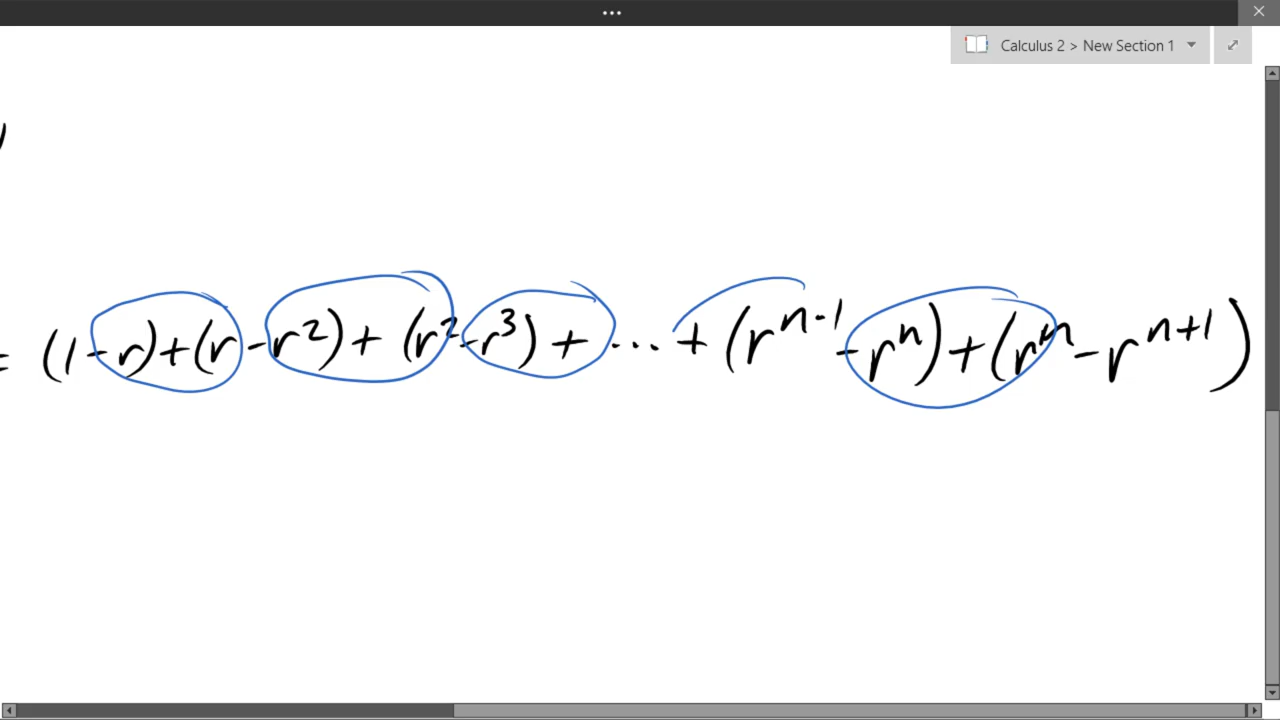 Calculus 2 > New Section 1
= (1-r)+(r-r²)+(r²-r³)+...+(rⁿ⁻¹-rⁿ)+(rⁿ-rⁿ⁺¹)